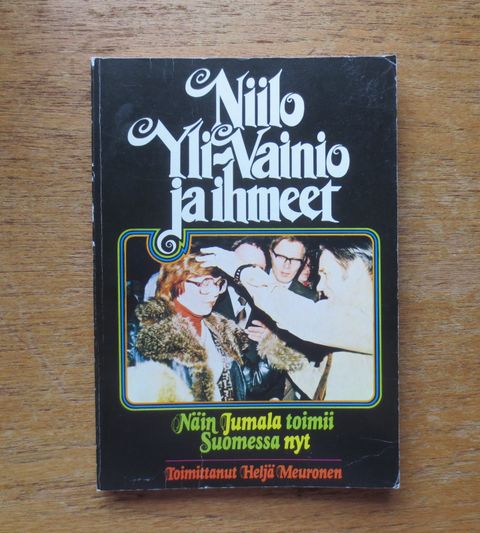 Niilo
Yli-Vainio
ja ihmeet
Näin Jumala toimii
Suomessa nyt
Toimittanut Heljä Meuronen